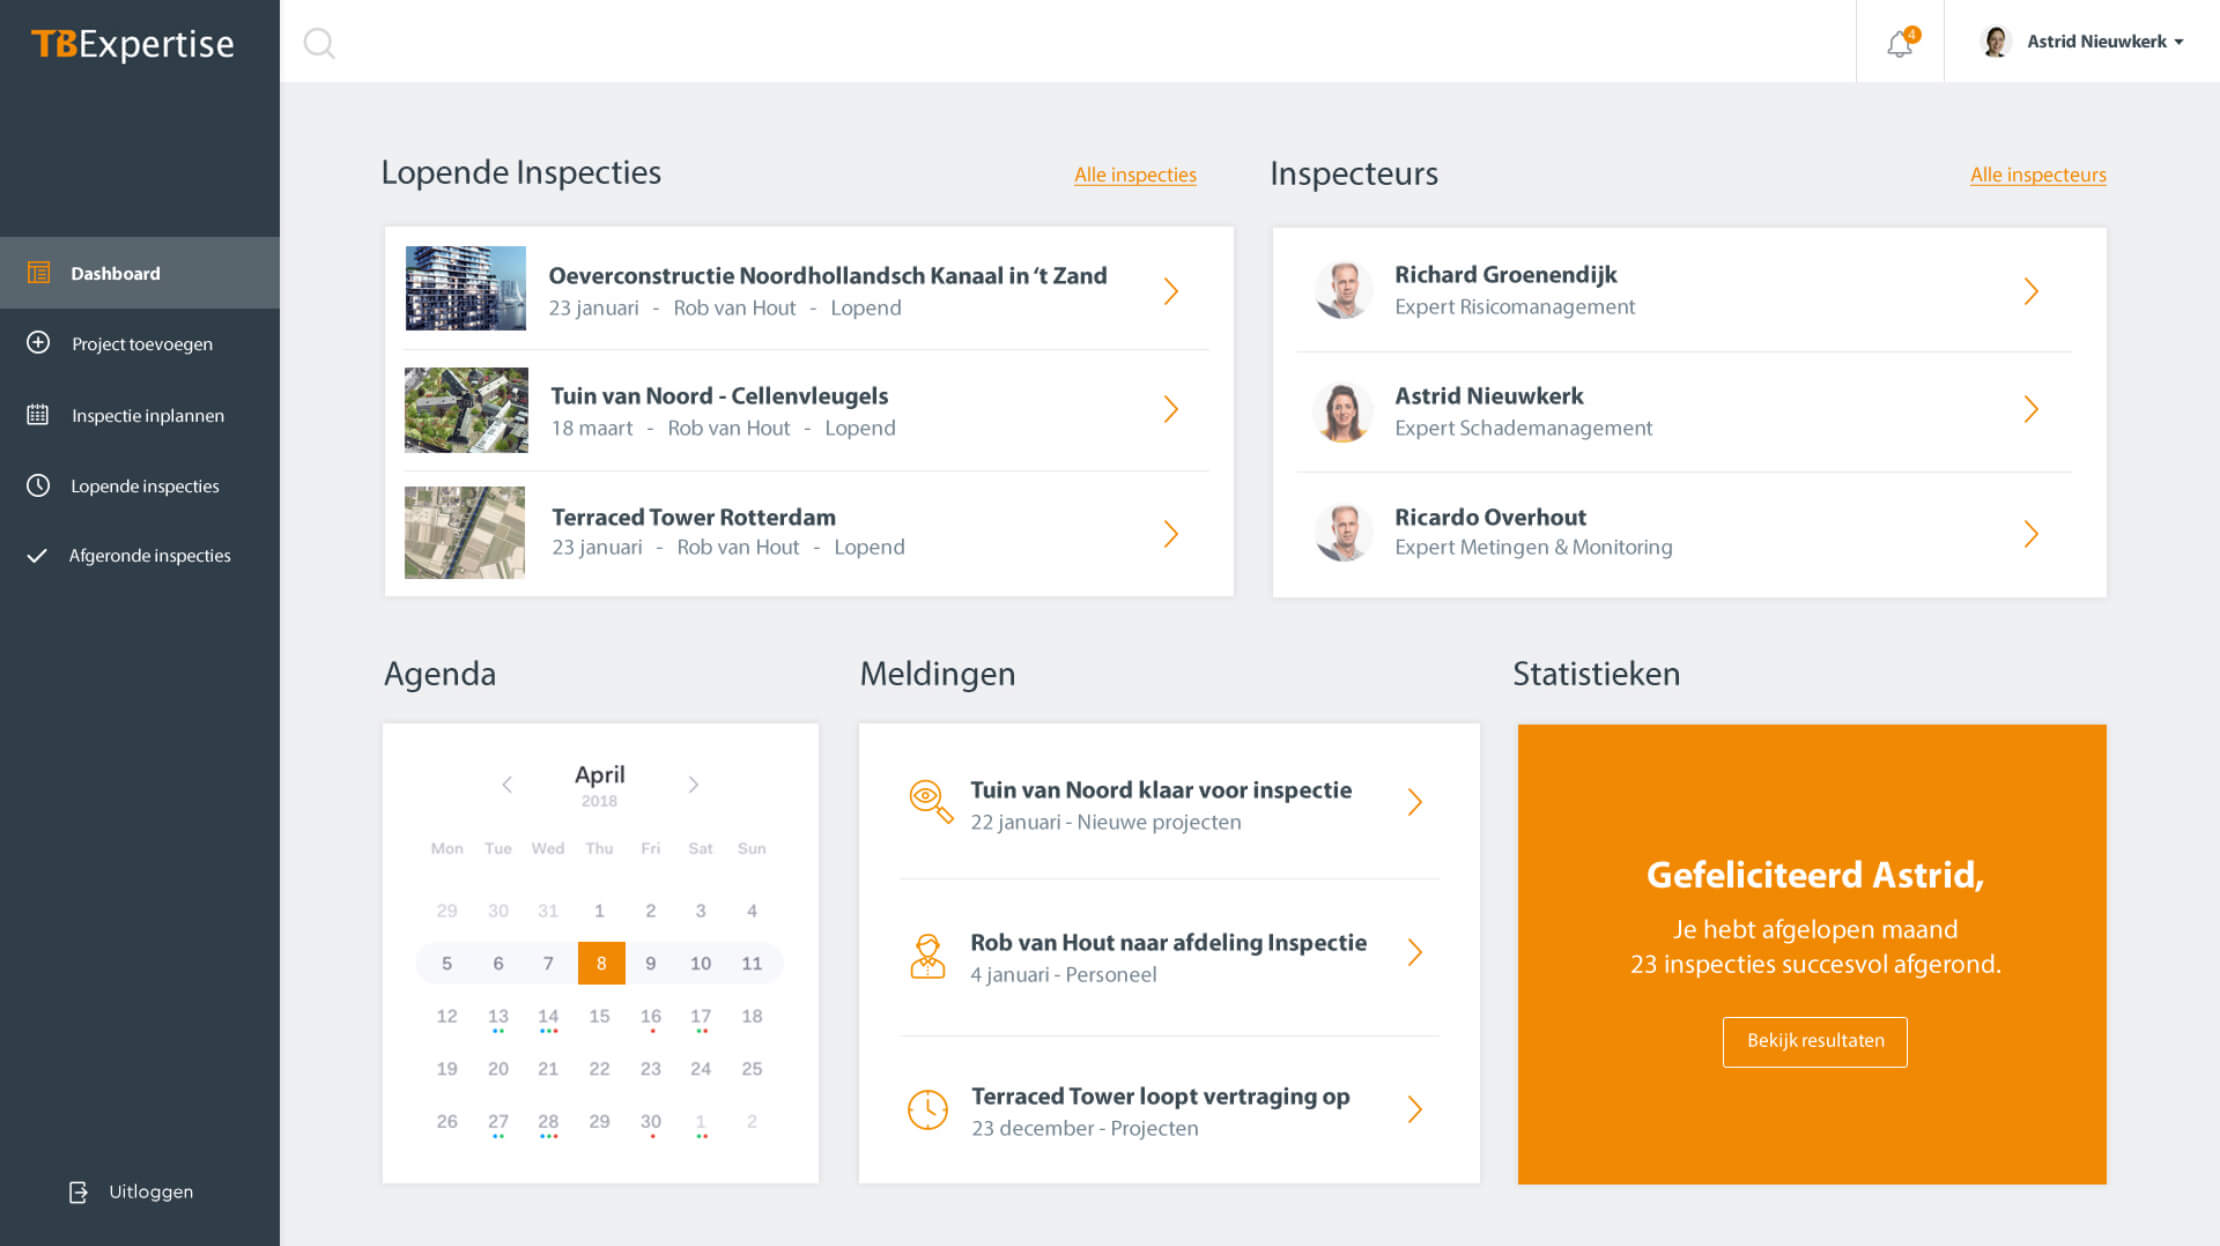 TBExpertise
4
Astrid Nieuwkerk
Dashboard
Project toevoegen
Inspectie inplannen
Lopende inspecties
Afgeronde inspecties
Uitloggen
Lopende Inspecties
Alle inspecties
Oeverconstructie Noordhollandsch Kanaal in ‘t Zand
23 januari - Rob van Hout - Lopend
Tuin van Noord - Cellenvleugels
18 maart - Rob van Hout - Lopend
Terraced Tower Rotterdam
23 januari - Rob van Hout - Lopend
Inspecteurs
Alle inspecteurs
Richard Groenendijk
Expert Risicomanagement
Astrid Nieuwkerk
Expert Schademanagement
Ricardo Overhout
Expert Metingen & Monitoring
Agenda
April
2018
Mon Tue Wed Thu Fri Sat Sun
29 30 31 1 2 3 4
5 6 7 8 9 10 11
12 13 14 15 16 17 18
19 20 21 22 23 24 25
26 27 28 29 30 1 2
Meldingen
Tuin van Noord klaar voor inspectie
22 januari - Nieuwe projecten
Rob van Hout naar afdeling Inspectie
4 januari - Personeel
Terraced Tower loopt vertraging op
23 december - Projecten
Statistieken
Gefeliciteerd Astrid,
Je hebt afgelopen maand
23 inspecties succesvol afgerond.
Bekijk resultaten